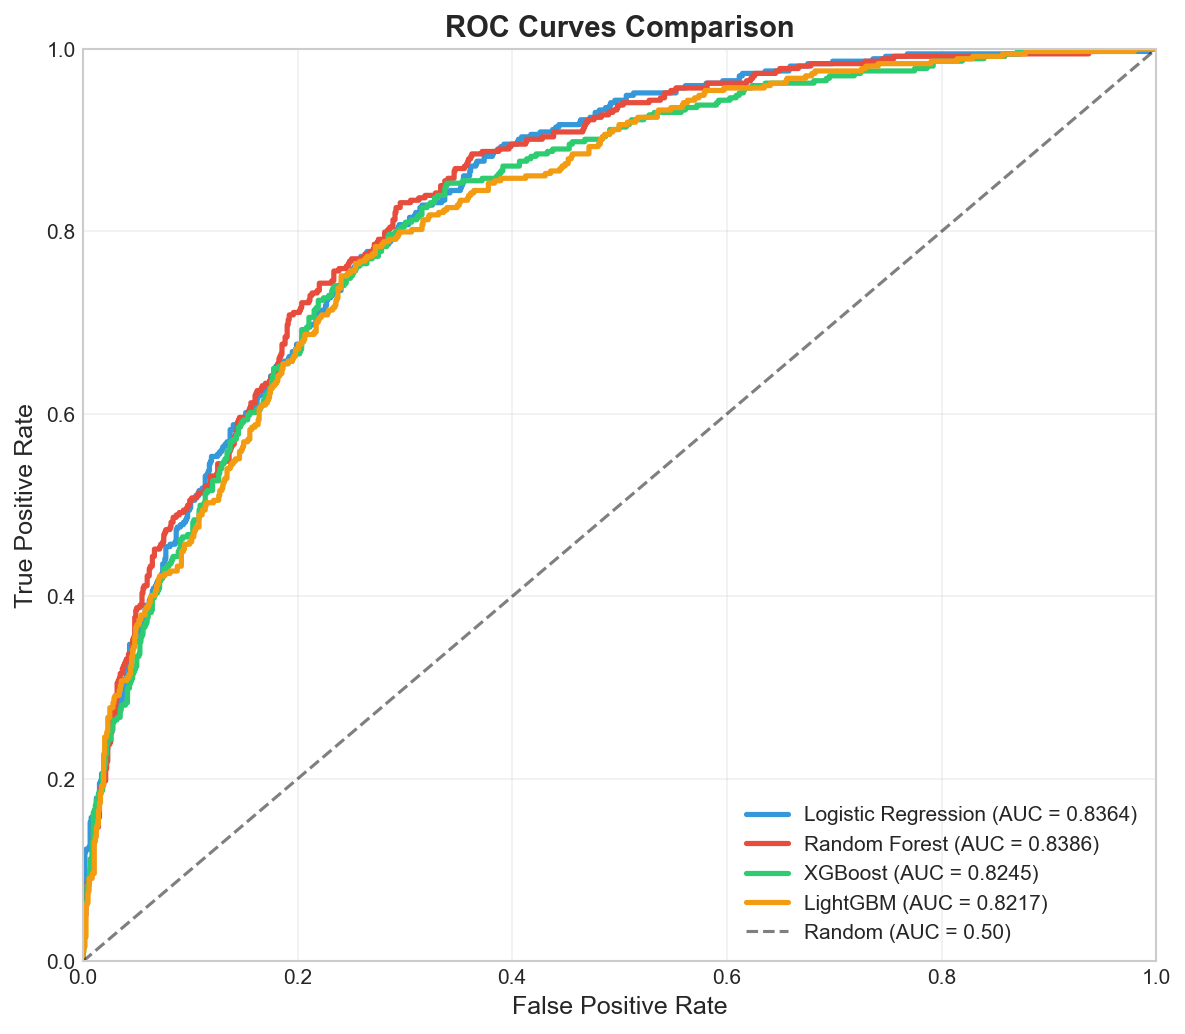 ROC Curves Comparison
1.0
0.8
0.6
0.4
0.2
0.0
True Positive Rate
0.0 0.2 0.4 0.6 0.8 1.0
False Positive Rate
Logistic Regression (AUC = 0.8364)
Random Forest (AUC = 0.8386)
XGBoost (AUC = 0.8245)
LightGBM (AUC = 0.8217)
Random (AUC = 0.50)